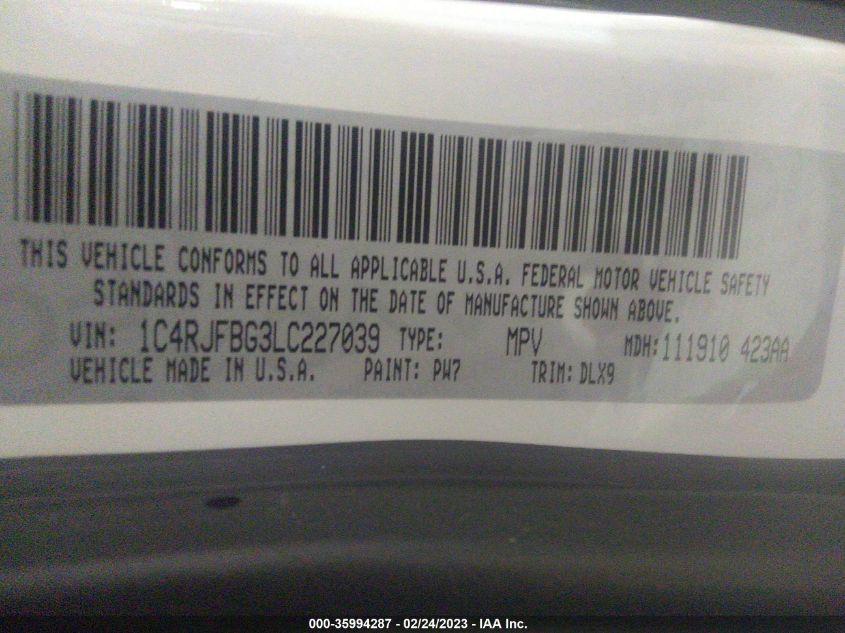 THIS VEHICLE CONFORMS TO ALL APPLICABLE U.S.A. FEDERAL MOTOR VEHICLE SAFETY
STANDARDS IN EFFECT ON THE DATE OF MANUFACTURE SHOWN ABOVE.
VIN: 1C4RJFBG3LC227039 TYPE: MPV MDH: 111910 423AA
VEHICLE MADE IN U.S.A. PAINT: PW7 TRIM: DLX9
000-35994287 - 02/24/2023 - IAA Inc.